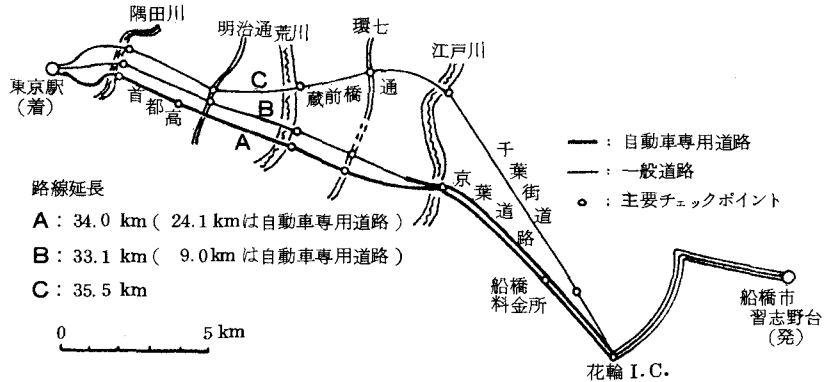 隅田川
明治通
荒川
環七
通
江戸川
東京駅
(着)
首都高
C
B
A
蔵前橋
千葉街道
京葉道路
━ : 自動車専用道路
─ : 一般道路
○ : 主要チェックポイント
路線延長
A : 34.0 km ( 24.1 kmは自動車専用道路 )
B : 33.1 km ( 9.0 kmは自動車専用道路 )
C : 35.5 km
0 5 km
船橋
料金所
船橋市
習志野台
(発)
花輪 I.C.